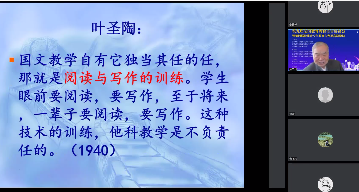 叶圣陶：
国文教学自有它独当其任的任，
那就是阅读与写作的训练。学生
眼前要阅读，要写作，至于将来
，一辈子要阅读，要写作。这种
技术的训练，他科教学是不负责
任的。（1940）